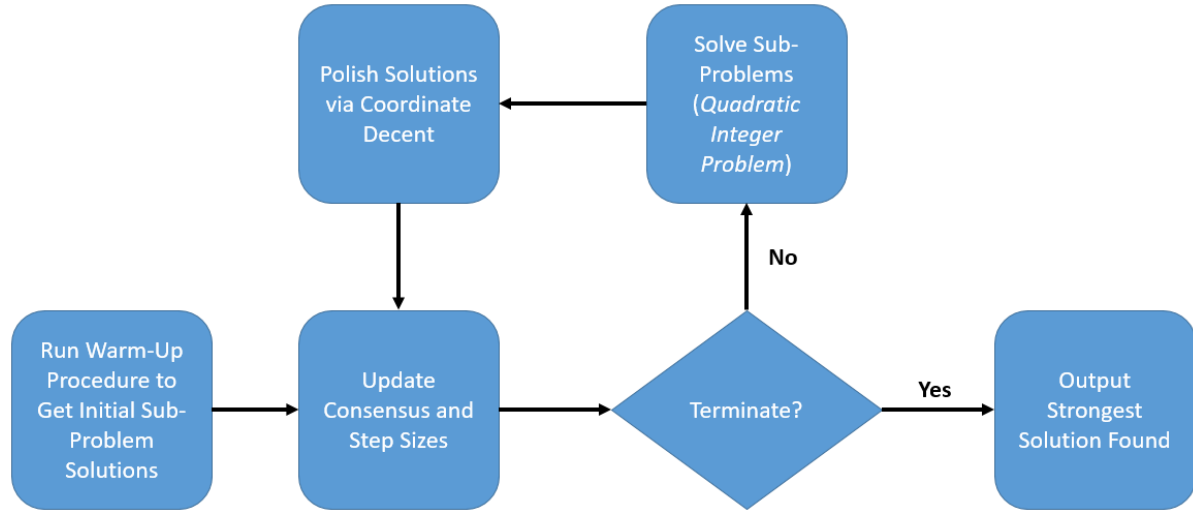 Polish Solutions
via Coordinate
Decent
Solve Sub-
Problems
(Quadratic
Integer
Problem)
No
Run Warm-Up
Procedure to
Get Initial Sub-
Problem
Solutions
Update
Consensus and
Step Sizes
Terminate?
Yes
Output
Strongest
Solution Found